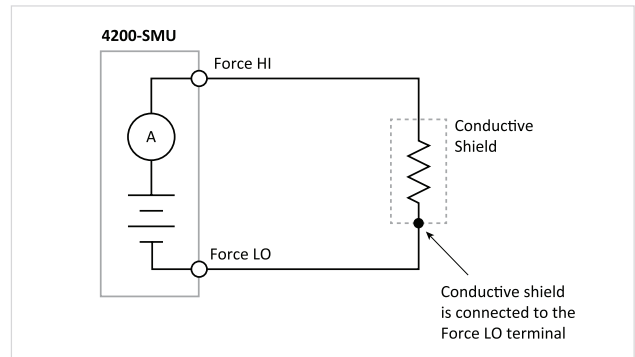 4200-SMU
Force HI
A
Conductive
Shield
Force LO
Conductive shield
is connected to the
Force LO terminal